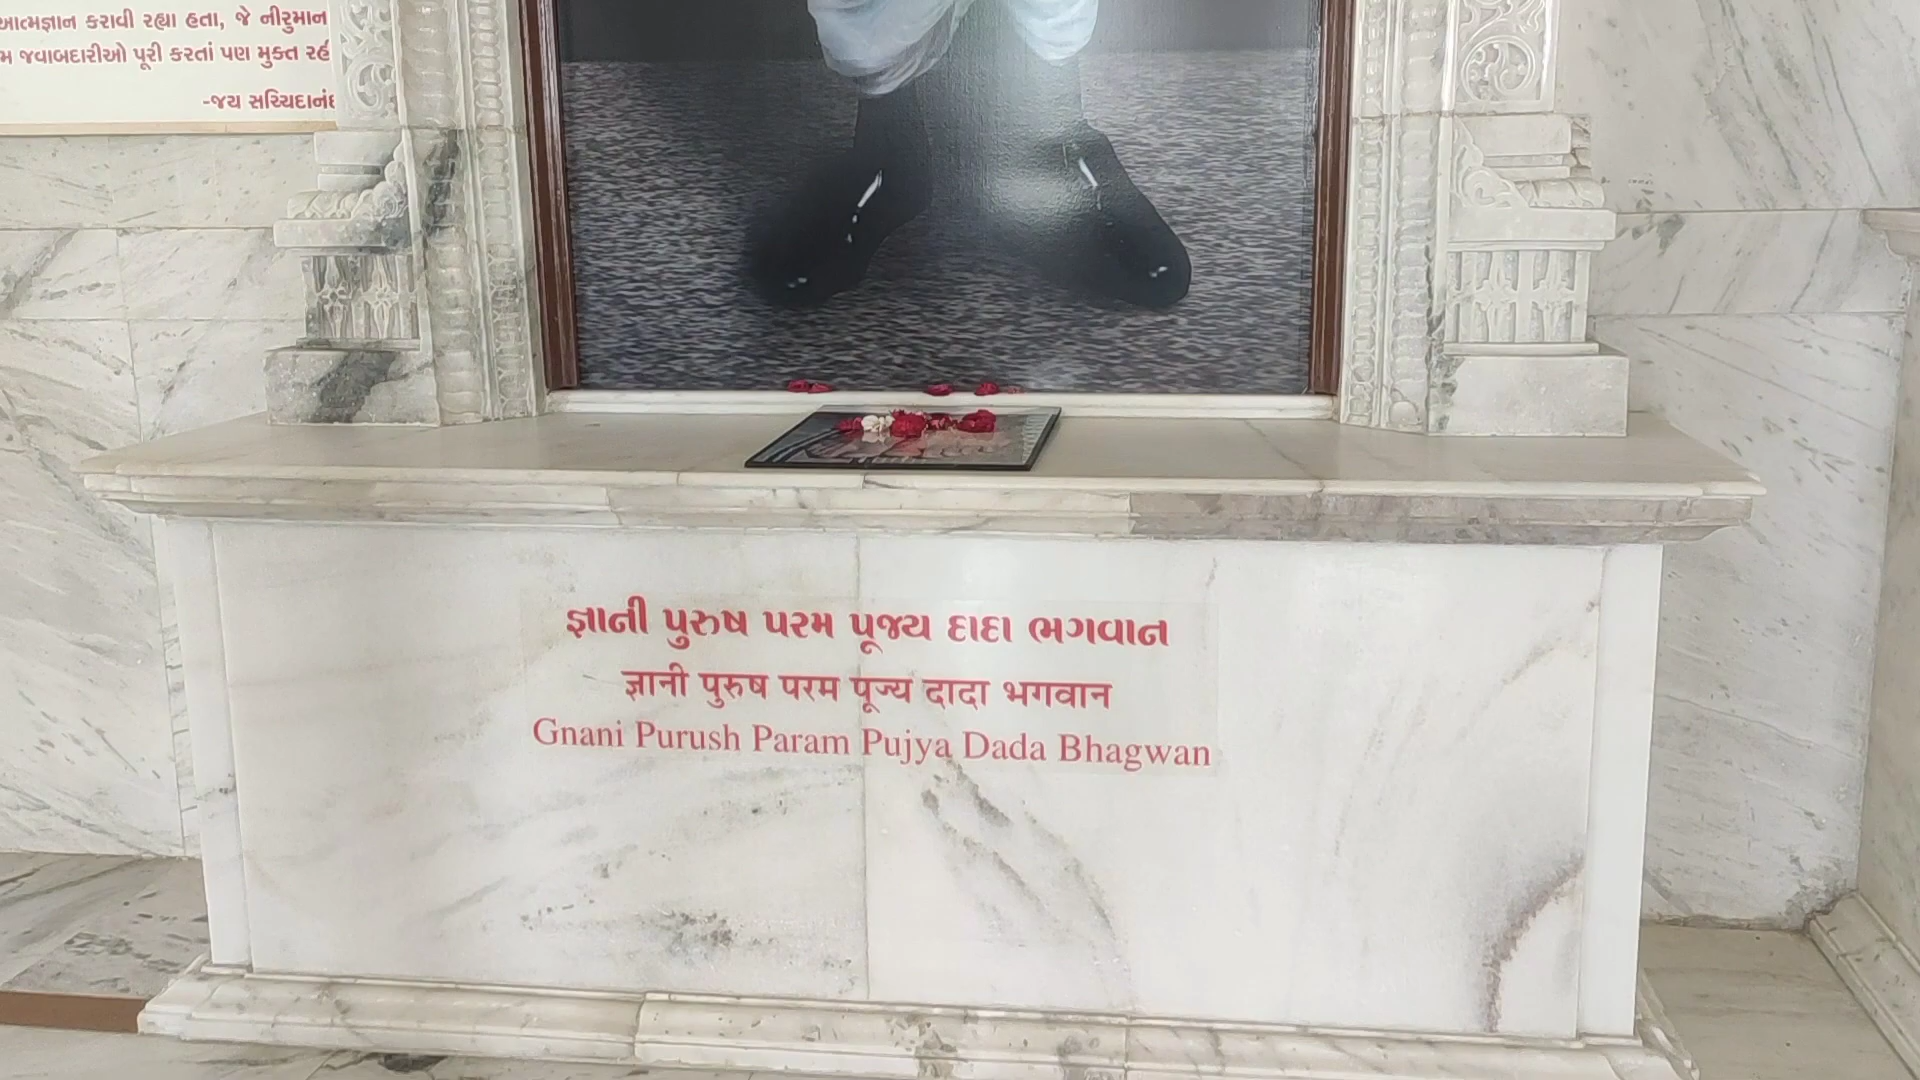 આત્મજ્ઞાન કરાવી રહ્યા હતા, જે નીરુમાન
જવાબદારીઓ પૂરી કરતાં પણ મુક્ત રહી
-જય સચ્ચિદાનંદ
જ્ઞાની પુરુષ પરમ પૂજ્ય દાદા ભગવાન
ज्ञानी पुरुष परम पूज्य दादा भगवान
Gnani Purush Param Pujya Dada Bhagwan